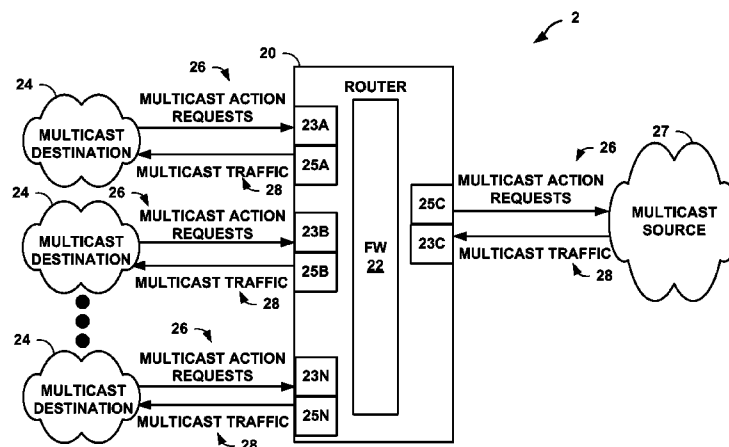 2
20
26
24
ROUTER
MULTICAST ACTION
REQUESTS
23A
27
MULTICAST
DESTINATION
MULTICAST TRAFFIC
25A
26
28
MULTICAST ACTION
REQUESTS
24
26
25C
MULTICAST ACTION
REQUESTS
23B
MULTICAST
SOURCE
MULTICAST
DESTINATION
FW
22
23C
MULTICAST TRAFFIC
25B
MULTICAST TRAFFIC
28
28
26
24
MULTICAST ACTION
REQUESTS
23N
MULTICAST
DESTINATION
25N
MULTICAST TRAFFIC
28